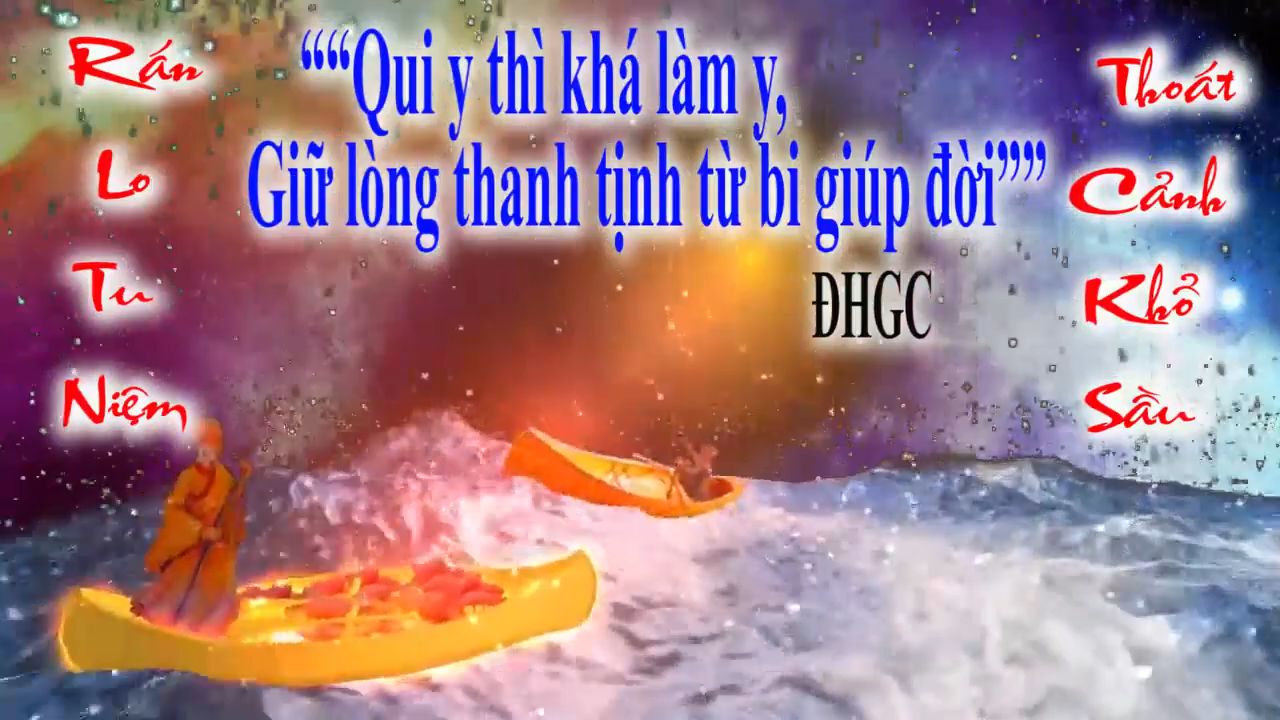 Rán
Lo
Tu
Niệm
““Qui y thì khá làm y,
Giữ lòng thanh tịnh từ bi giúp đời””
ĐHGC
Thoát
Cảnh
Khổ
Sầu